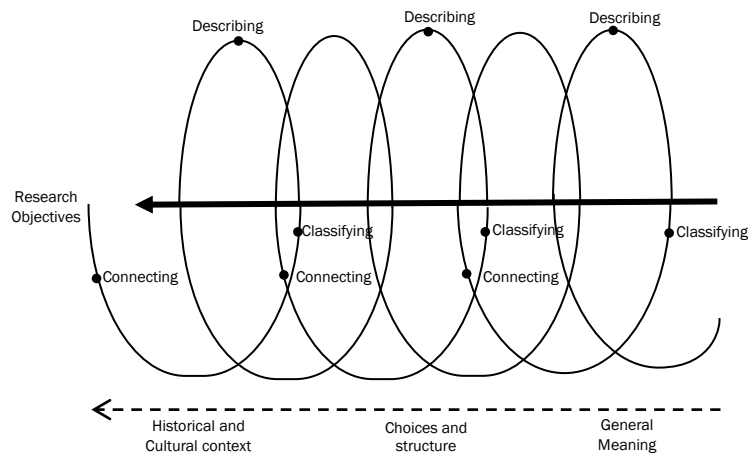 Describing
Describing
Describing
Research
Objectives
Classifying
Classifying
Classifying
Connecting
Connecting
Connecting
Historical and
Cultural context
Choices and
structure
General
Meaning